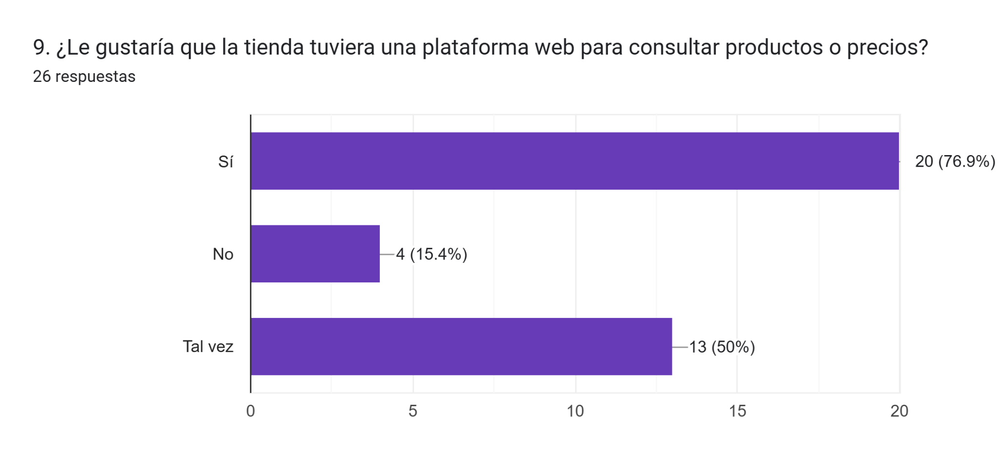 9. ¿Le gustaría que la tienda tuviera una plataforma web para consultar productos o precios?
26 respuestas
Sí
20 (76.9%)
No
4 (15.4%)
Tal vez
13 (50%)
0 5 10 15 20